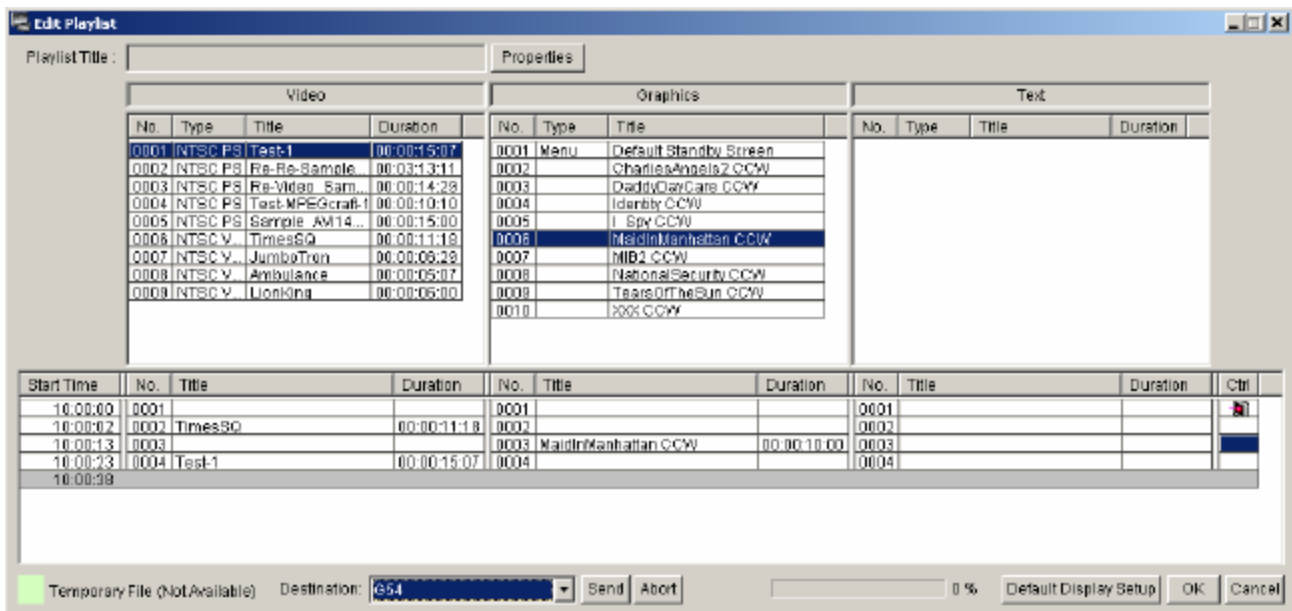 Edit Playlist
Playlist Title :
Properties
Video
Graphics
Text
No. Type Title Duration
No. Type Title
No. Type Title Duration
0001 NTSC PS Test-1 00:00:15:07
0002 NTSC PS Re-Re-Sample... 00:03:13:11
0003 NTSC PS Re-Video Sam... 00:00:14:29
0004 NTSC PS Test-MPEGcraft-1 00:00:10:10
0005 NTSC PS Sample AVI14... 00:00:15:00
0006 NTSC V... TimesSQ 00:00:11:18
0007 NTSC V... JumboTron 00:00:06:29
0008 NTSC V... Ambulance 00:00:05:07
0009 NTSC V... LionKing 00:00:06:00
0001 Menu Default Standby Screen
0002 CharliesAngels2 CCW
0003 DaddyDayCare CCW
0004 Identity CCW
0005 I Spy CCW
0006 MaidInManhattan CCW
0007 MIB2 CCW
0008 NationalSecurity CCW
0009 TearsOfTheSun CCW
0010 XXX CCW
Start Time No. Title Duration No. Title Duration No. Title Duration Ctrl
10:00:00 0001 0001 0001
10:00:02 0002 TimesSQ 00:00:11:18 0002 0002
10:00:13 0003 0003 MaidInManhattan CCW 00:00:10:00 0003
10:00:23 0004 Test-1 00:00:15:07 0004 0004
10:00:38
Temporary File (Not Available) Destination: G54 Send Abort 0 % Default Display Setup OK Cancel